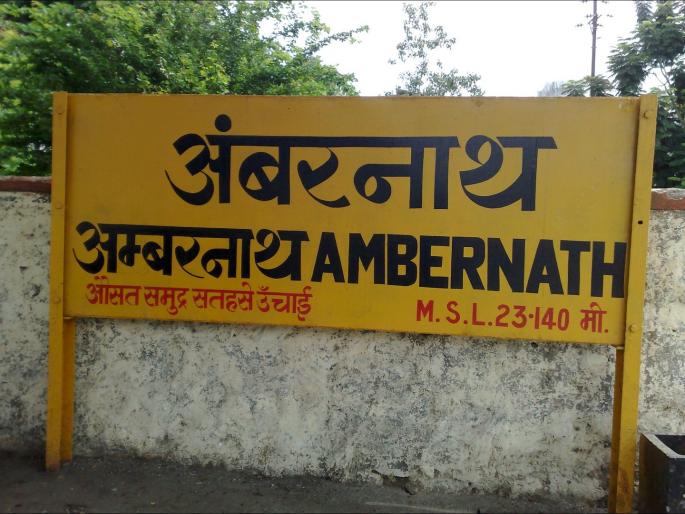 अंबरनाथ
अम्बरनाथ AMBERNATH
औसत समुद्र सतहसे उँचाई M.S.L. 23·140 मी.